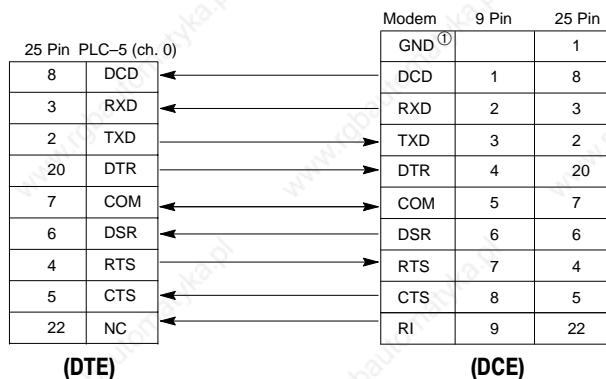 Modem 9 Pin 25 Pin
GND① 1
25 Pin PLC–5 (ch. 0)
8 DCD DCD 1 8
3 RXD RXD 2 3
2 TXD TXD 3 2
20 DTR DTR 4 20
7 COM COM 5 7
6 DSR DSR 6 6
4 RTS RTS 7 4
5 CTS CTS 8 5
22 NC RI 9 22
(DTE) (DCE)